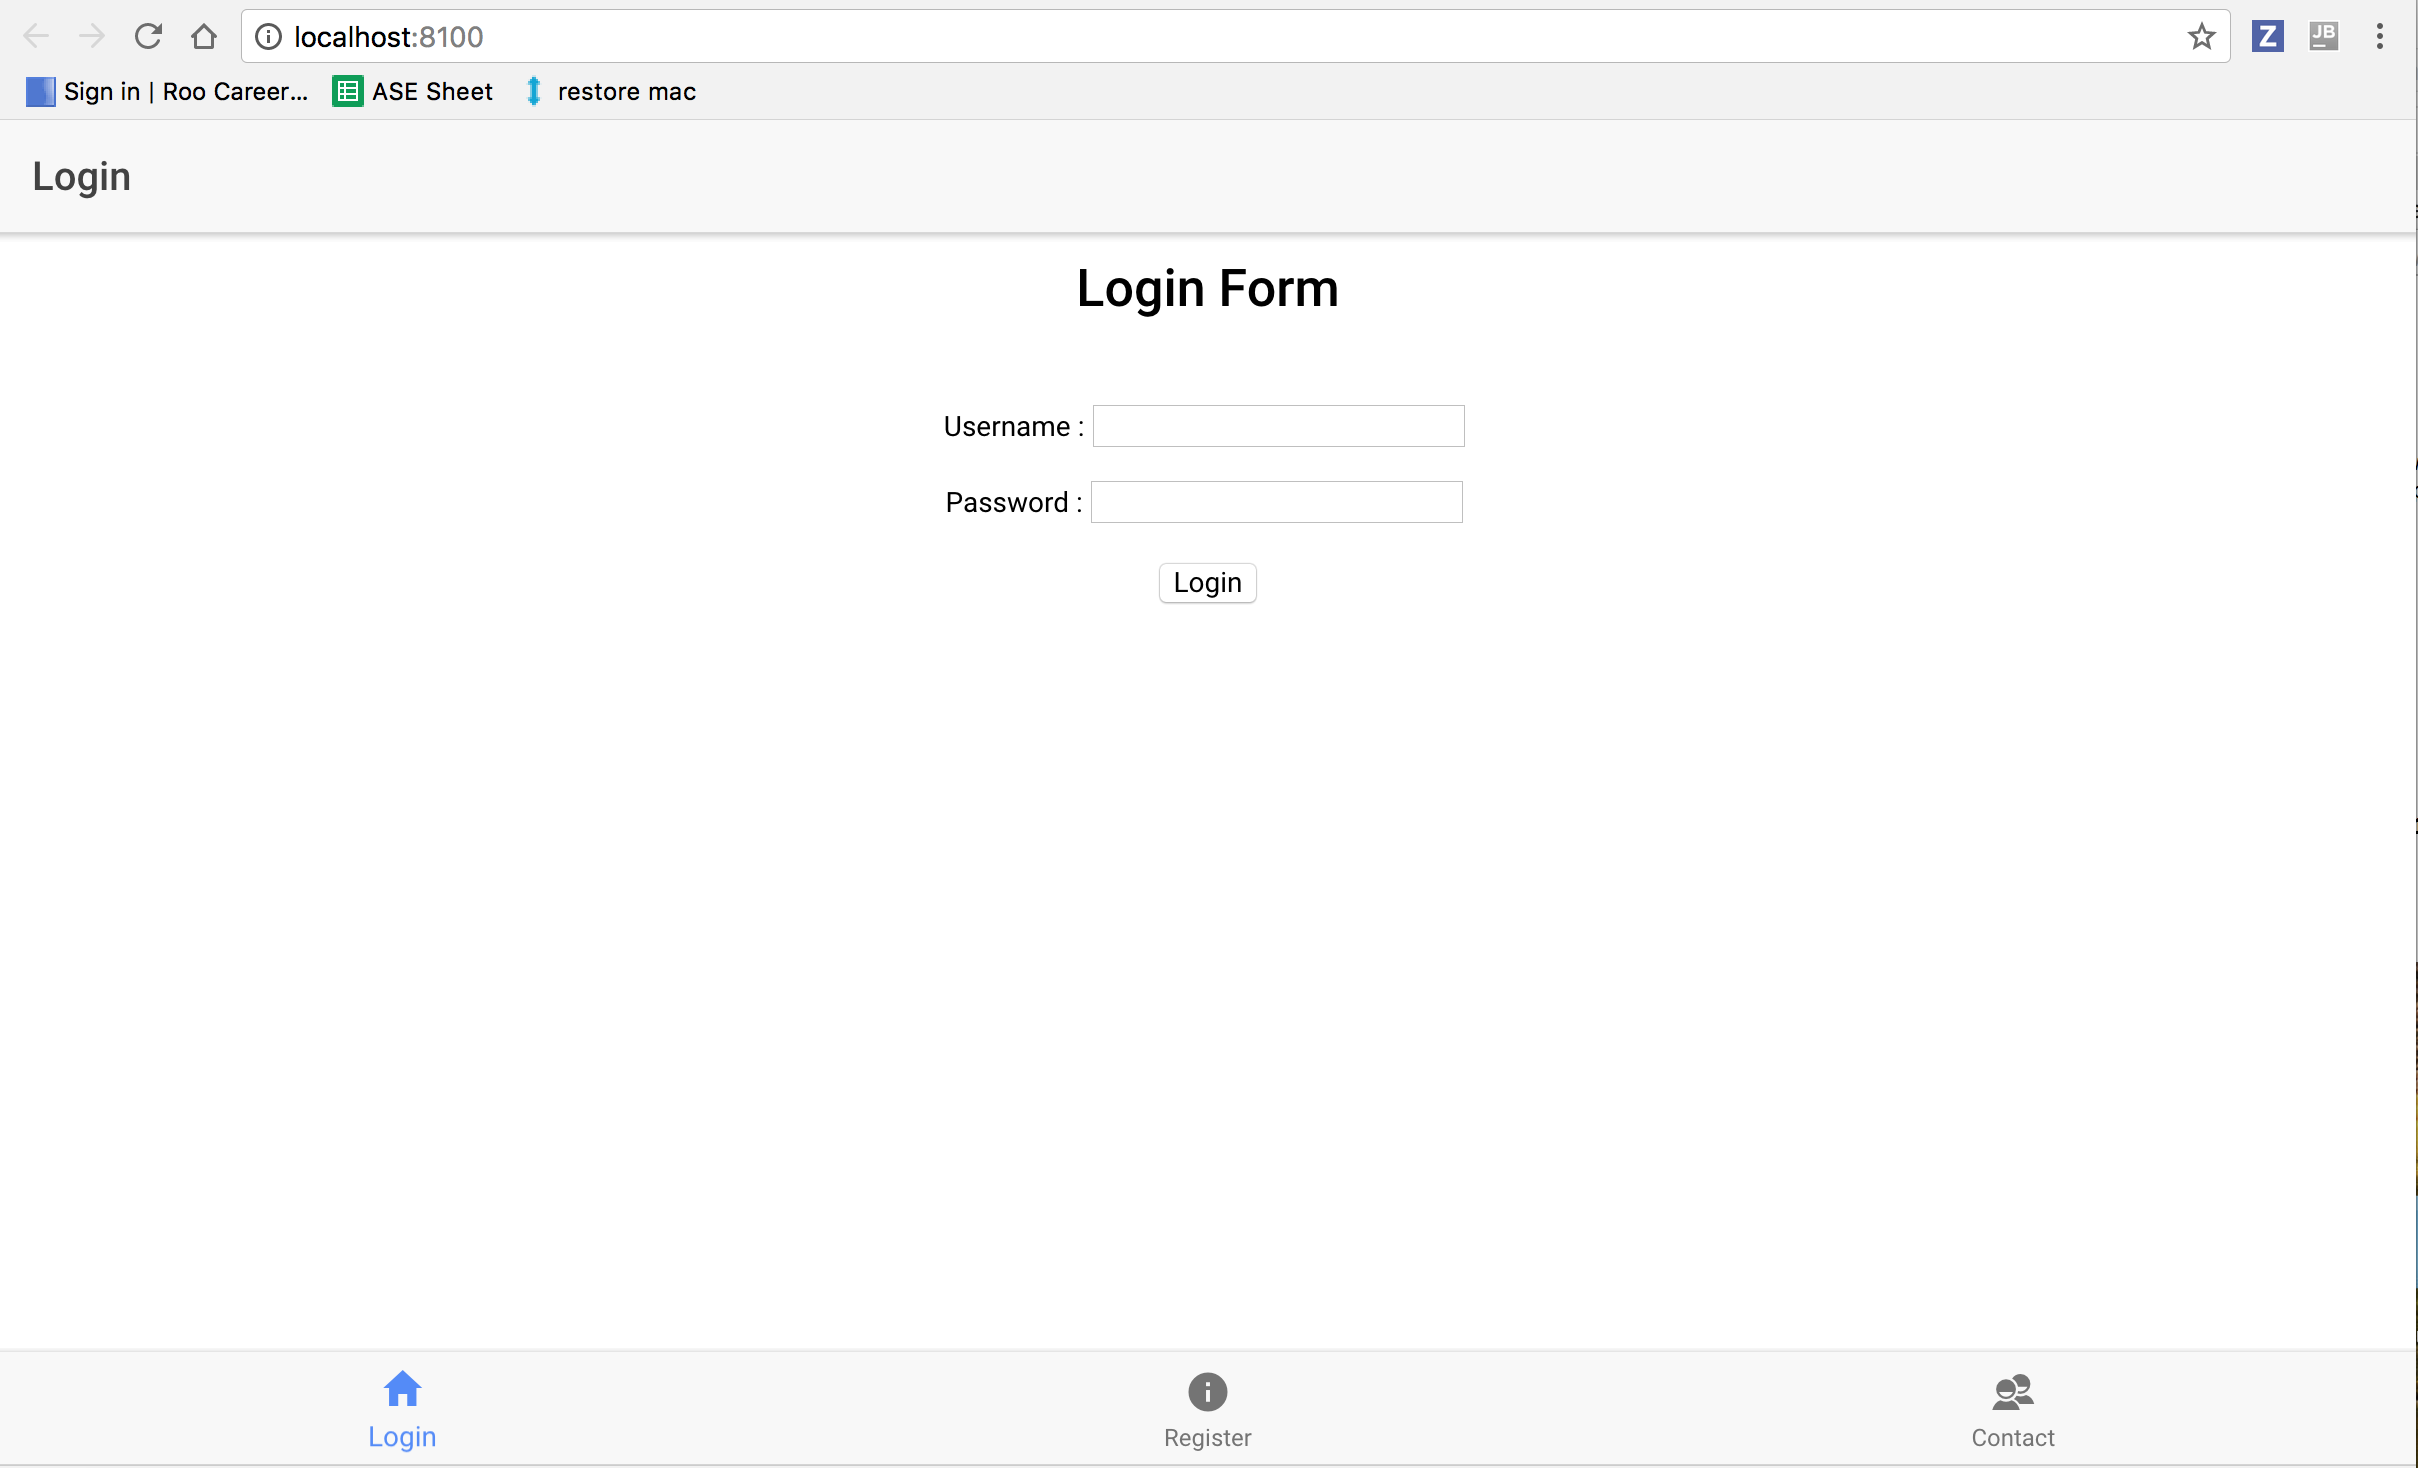 localhost:8100
Z
JB
Sign in | Roo Career...
ASE Sheet
restore mac
Login
Login Form
Username :
Password :
Login
Login
Register
Contact